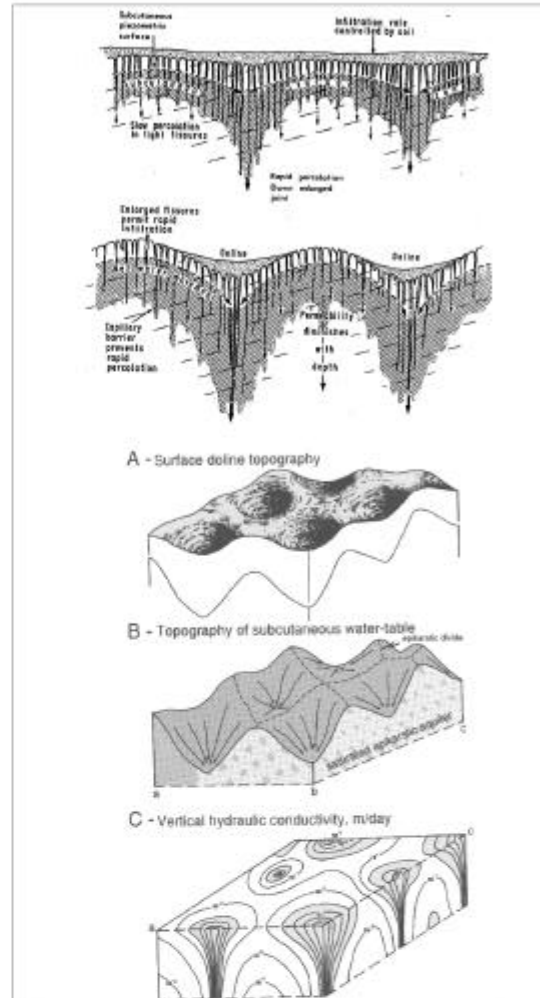 Subcutaneous
piezometric
surface
Infiltration rate
controlled by soil
Slow percolation
in tight fissures
Rapid percolation
down enlarged
joint
Enlarged fissures
permit rapid
infiltration
Doline
Doline
Capillary
barrier
prevents
rapid
percolation
Permeability
diminishes
with
depth
A - Surface doline topography
B - Topography of subcutaneous water-table
epikarstic divide
saturated epikarstic aquifer
a
b
c
C - Vertical hydraulic conductivity, m/day
c
a